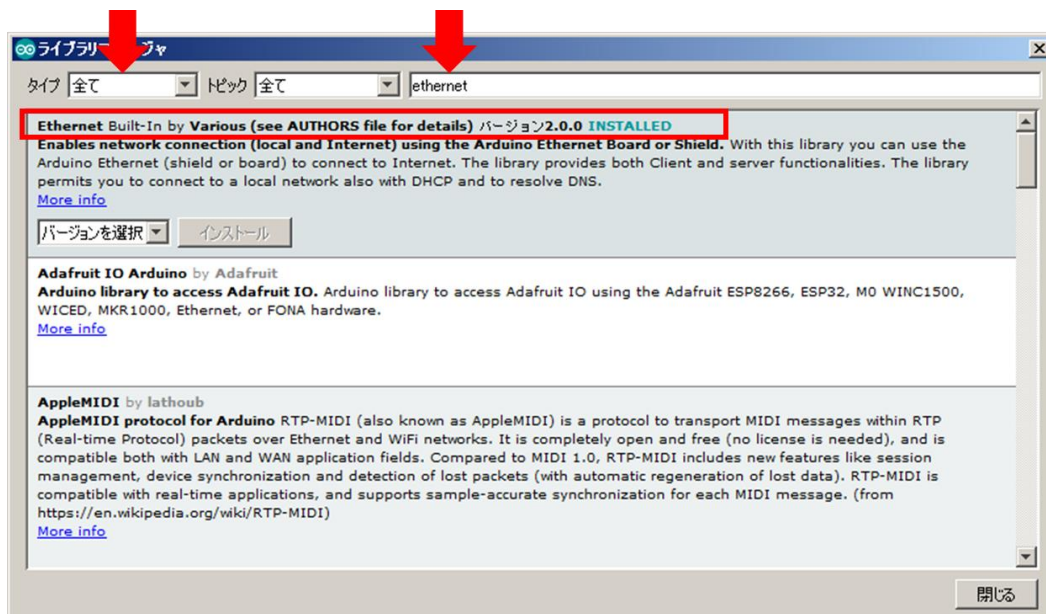 ライブラリマネージャ
タイプ 全て トピック 全て ethernet
Ethernet Built-In by Various (see AUTHORS file for details) バージョン2.0.0 INSTALLED
Enables network connection (local and Internet) using the Arduino Ethernet Board or Shield. With this library you can use the
Arduino Ethernet (shield or board) to connect to Internet. The library provides both Client and server functionalities. The library
permits you to connect to a local network also with DHCP and to resolve DNS.
More info
バージョンを選択 インストール
Adafruit IO Arduino by Adafruit
Arduino library to access Adafruit IO. Arduino library to access Adafruit IO using the Adafruit ESP8266, ESP32, M0 WINC1500,
WICED, MKR1000, Ethernet, or FONA hardware.
More info
AppleMIDI by lathoub
AppleMIDI protocol for Arduino RTP-MIDI (also known as AppleMIDI) is a protocol to transport MIDI messages within RTP
(Real-time Protocol) packets over Ethernet and WiFi networks. It is completely open and free (no license is needed), and is
compatible both with LAN and WAN application fields. Compared to MIDI 1.0, RTP-MIDI includes new features like session
management, device synchronization and detection of lost packets (with automatic regeneration of lost data). RTP-MIDI is
compatible with real-time applications, and supports sample-accurate synchronization for each MIDI message. (from
https://en.wikipedia.org/wiki/RTP-MIDI)
More info
閉じる